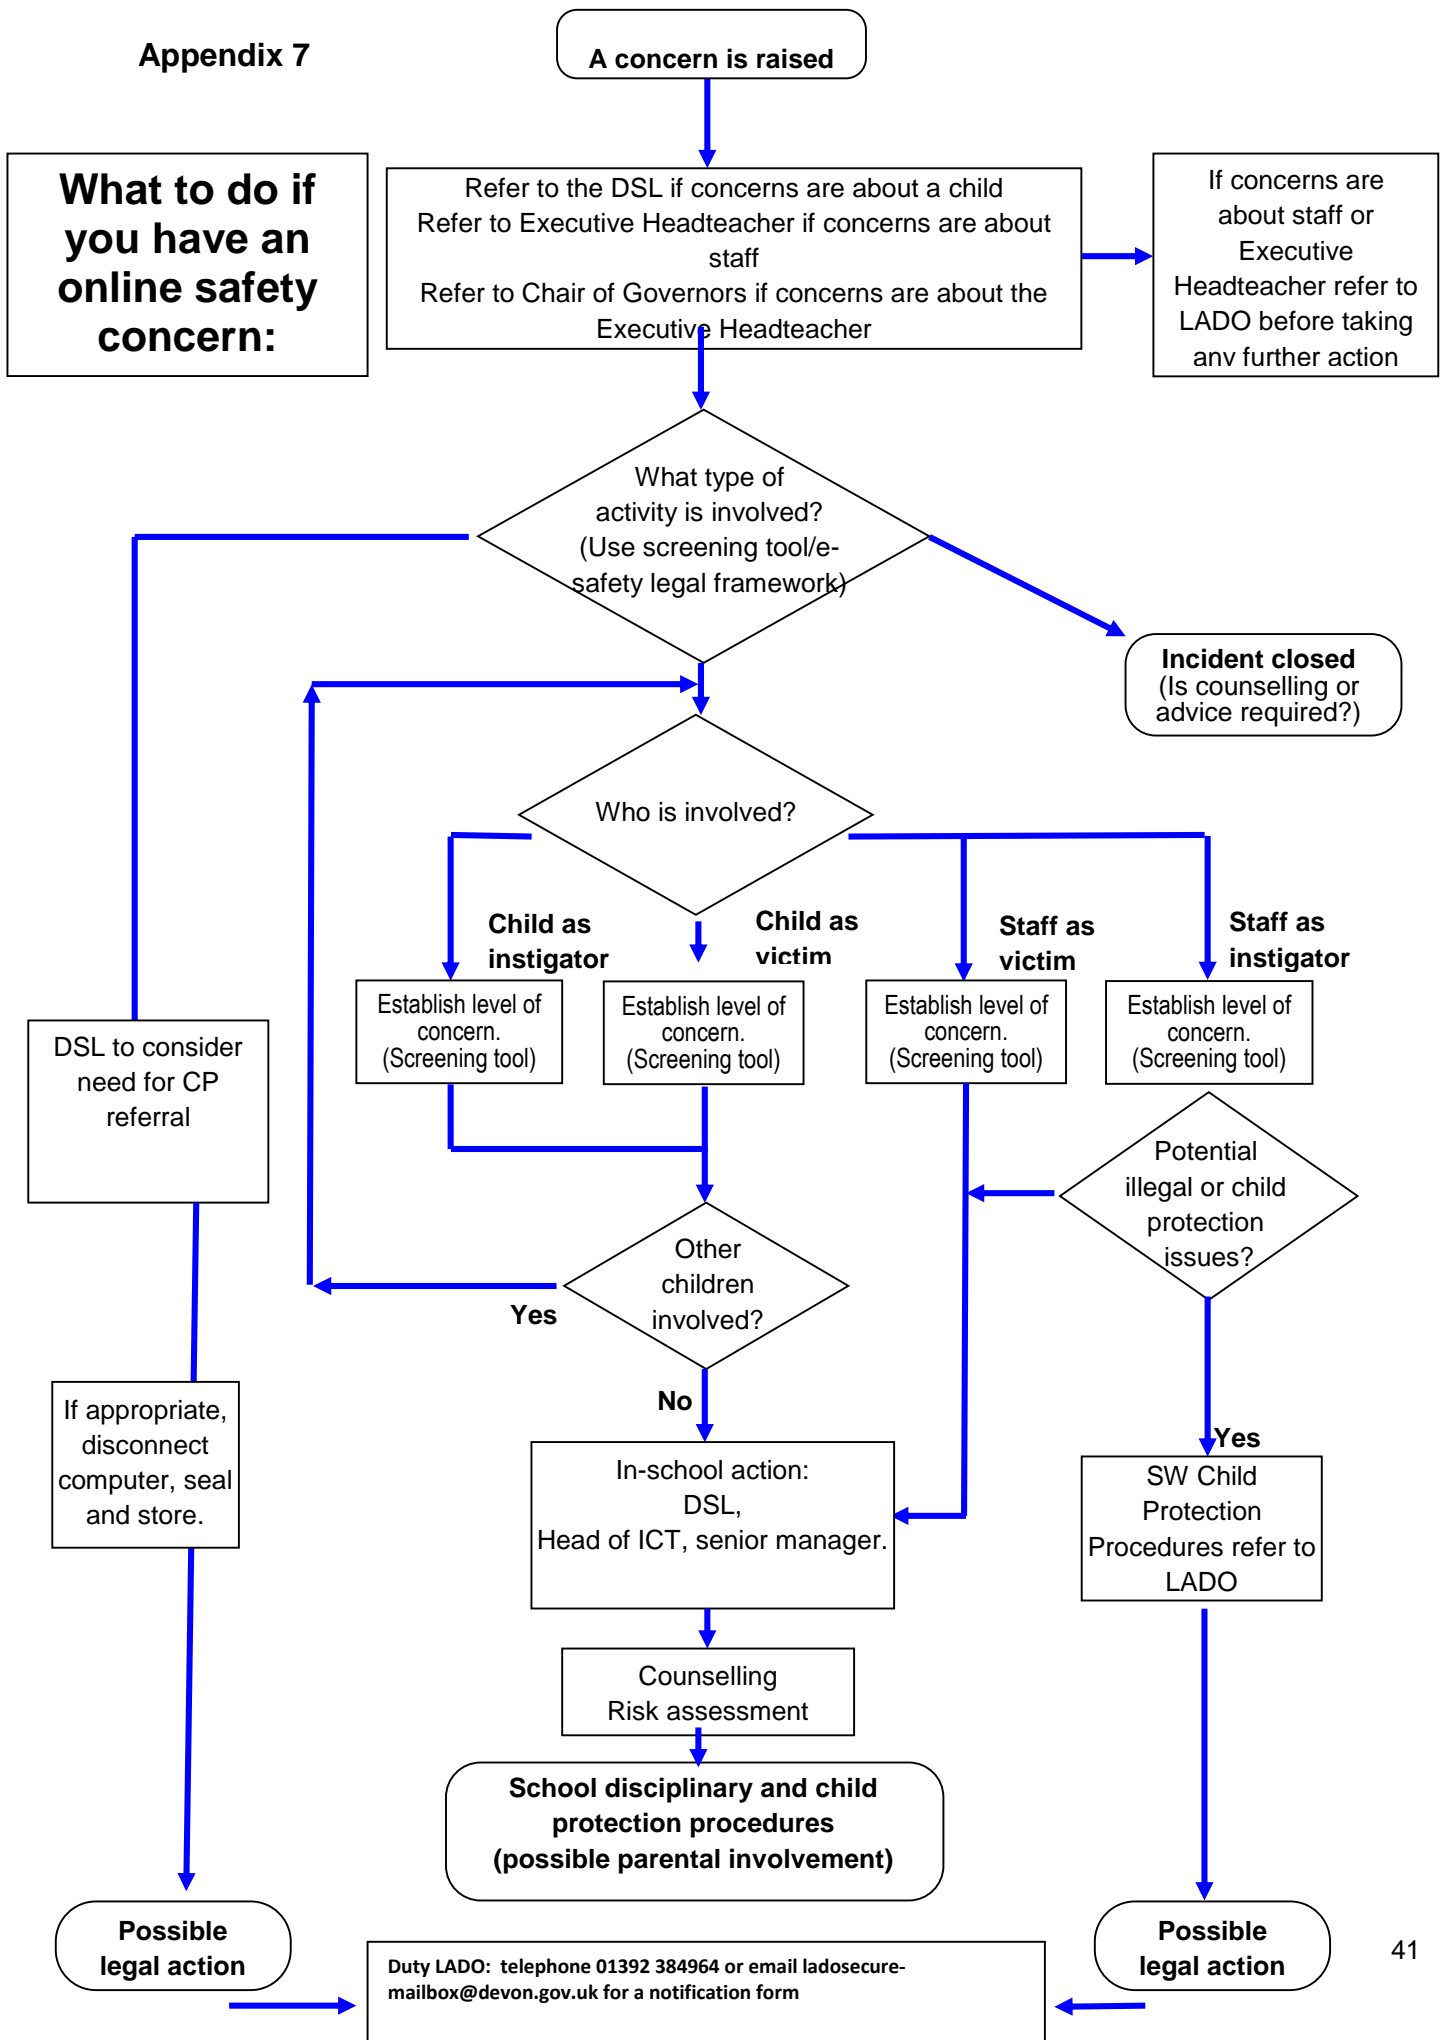 Appendix 7
A concern is raised
What to do if
you have an
online safety
concern:
Refer to the DSL if concerns are about a child
Refer to Executive Headteacher if concerns are about
staff
Refer to Chair of Governors if concerns are about the
Executive Headteacher
If concerns are
about staff or
Executive
Headteacher refer to
LADO before taking
any further action
What type of
activity is involved?
(Use screening tool/e-
safety legal framework)
Incident closed
(Is counselling or
advice required?)
Who is involved?
Child as
instigator
Child as
victim
Staff as
victim
Staff as
instigator
Establish level of
concern.
(Screening tool)
Establish level of
concern.
(Screening tool)
Establish level of
concern.
(Screening tool)
Establish level of
concern.
(Screening tool)
DSL to consider
need for CP
referral
Potential
illegal or child
protection
issues?
Other
children
involved?
Yes
No
If appropriate,
disconnect
computer, seal
and store.
In-school action:
DSL,
Head of ICT, senior manager.
Yes
SW Child
Protection
Procedures refer to
LADO
Counselling
Risk assessment
School disciplinary and child
protection procedures
(possible parental involvement)
Possible
legal action
Possible
legal action
Duty LADO: telephone 01392 384964 or email ladosecure-
mailbox@devon.gov.uk for a notification form
41